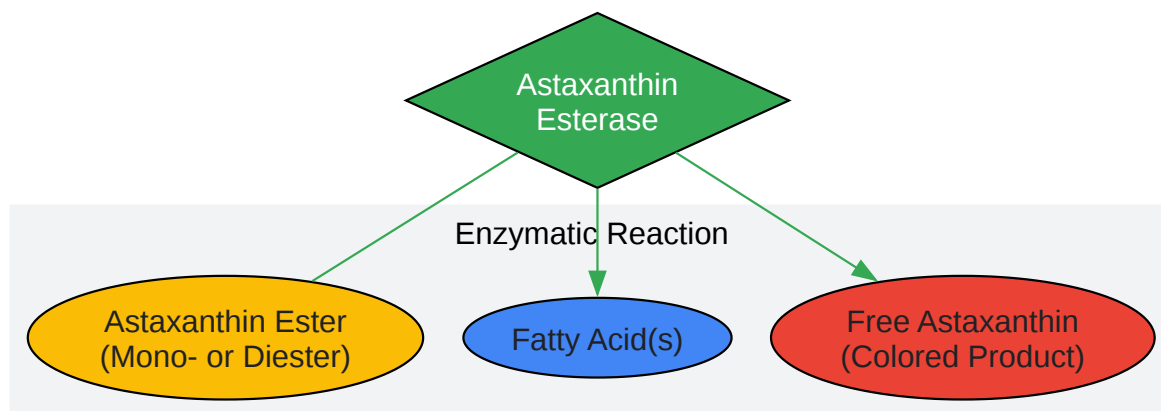 Astaxanthin
Esterase
Enzymatic Reaction
Astaxanthin Ester
(Mono- or Diester)
Fatty Acid(s)
Free Astaxanthin
(Colored Product)